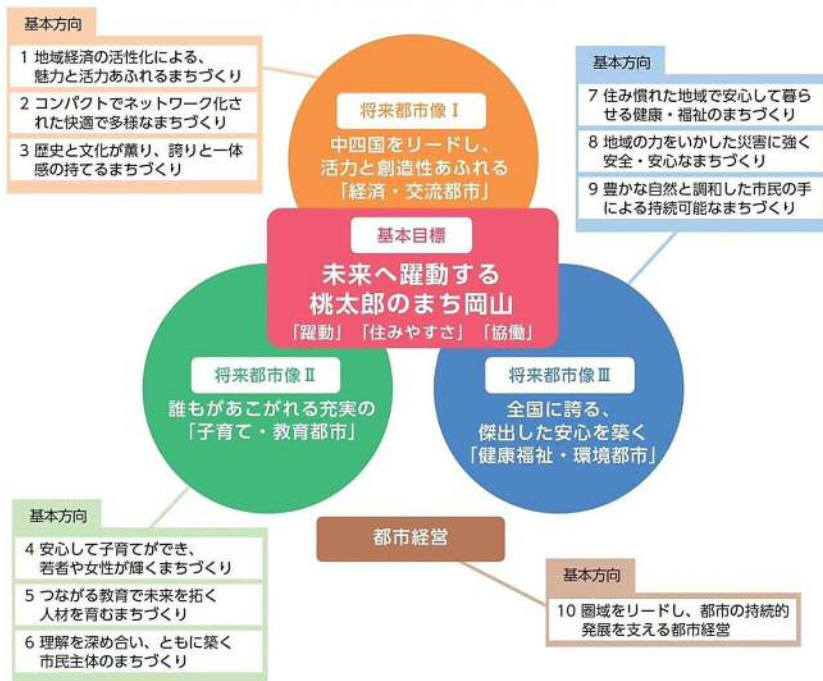 基本方向
1 地域経済の活性化による、
魅力と活力あふれるまちづくり
2 コンパクトでネットワーク化さ
れた快適で多様なまちづくり
3 歴史と文化が薫り、誇りと一体
感の持てるまちづくり
将来都市像Ⅰ
中四国をリードし、
活力と創造性あふれる
「経済・交流都市」
基本方向
7 住み慣れた地域で安心して暮ら
せる健康・福祉のまちづくり
8 地域の力をいかした災害に強く
安全・安心なまちづくり
9 豊かな自然と調和した市民の手
による持続可能なまちづくり
基本目標
未来へ躍動する
桃太郎のまち岡山
「躍動」「住みやすさ」「協働」
将来都市像Ⅱ
誰もがあこがれる充実の
「子育て・教育都市」
将来都市像Ⅲ
全国に誇る、
傑出した安心を築く
「健康福祉・環境都市」
基本方向
4 安心して子育てができ、
若者や女性が輝くまちづくり
5 つながる教育で未来を拓く
人材を育むまちづくり
6 理解を深め合い、ともに築く
市民主体のまちづくり
都市経営
基本方向
10 圏域をリードし、都市の持続的
発展を支える都市経営